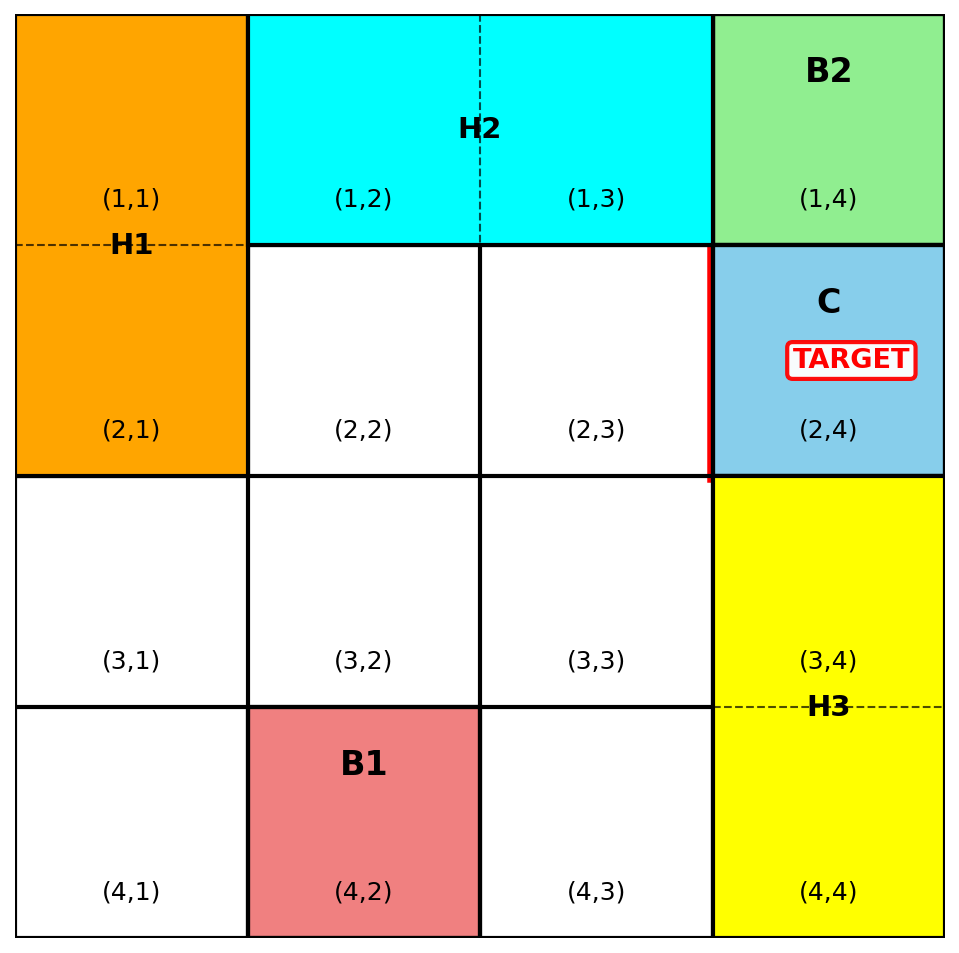 B2
H2
(1,1) (1,2) (1,3) (1,4)
H1
C
TARGET
(2,1) (2,2) (2,3) (2,4)
(3,1) (3,2) (3,3) (3,4)
H3
B1
(4,1) (4,2) (4,3) (4,4)